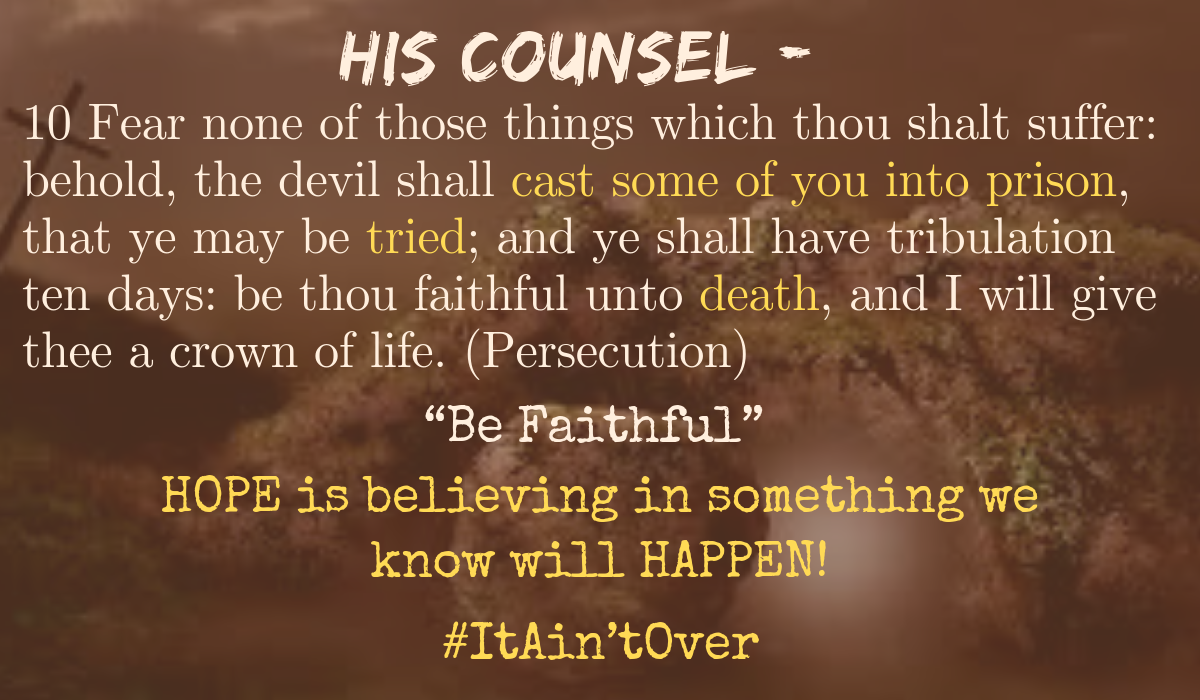 HIS COUNSEL -
10 Fear none of those things which thou shalt suffer:
behold, the devil shall cast some of you into prison,
that ye may be tried; and ye shall have tribulation
ten days: be thou faithful unto death, and I will give
thee a crown of life. (Persecution)
“Be Faithful”
HOPE is believing in something we
know will HAPPEN!
#ItAin’tOver